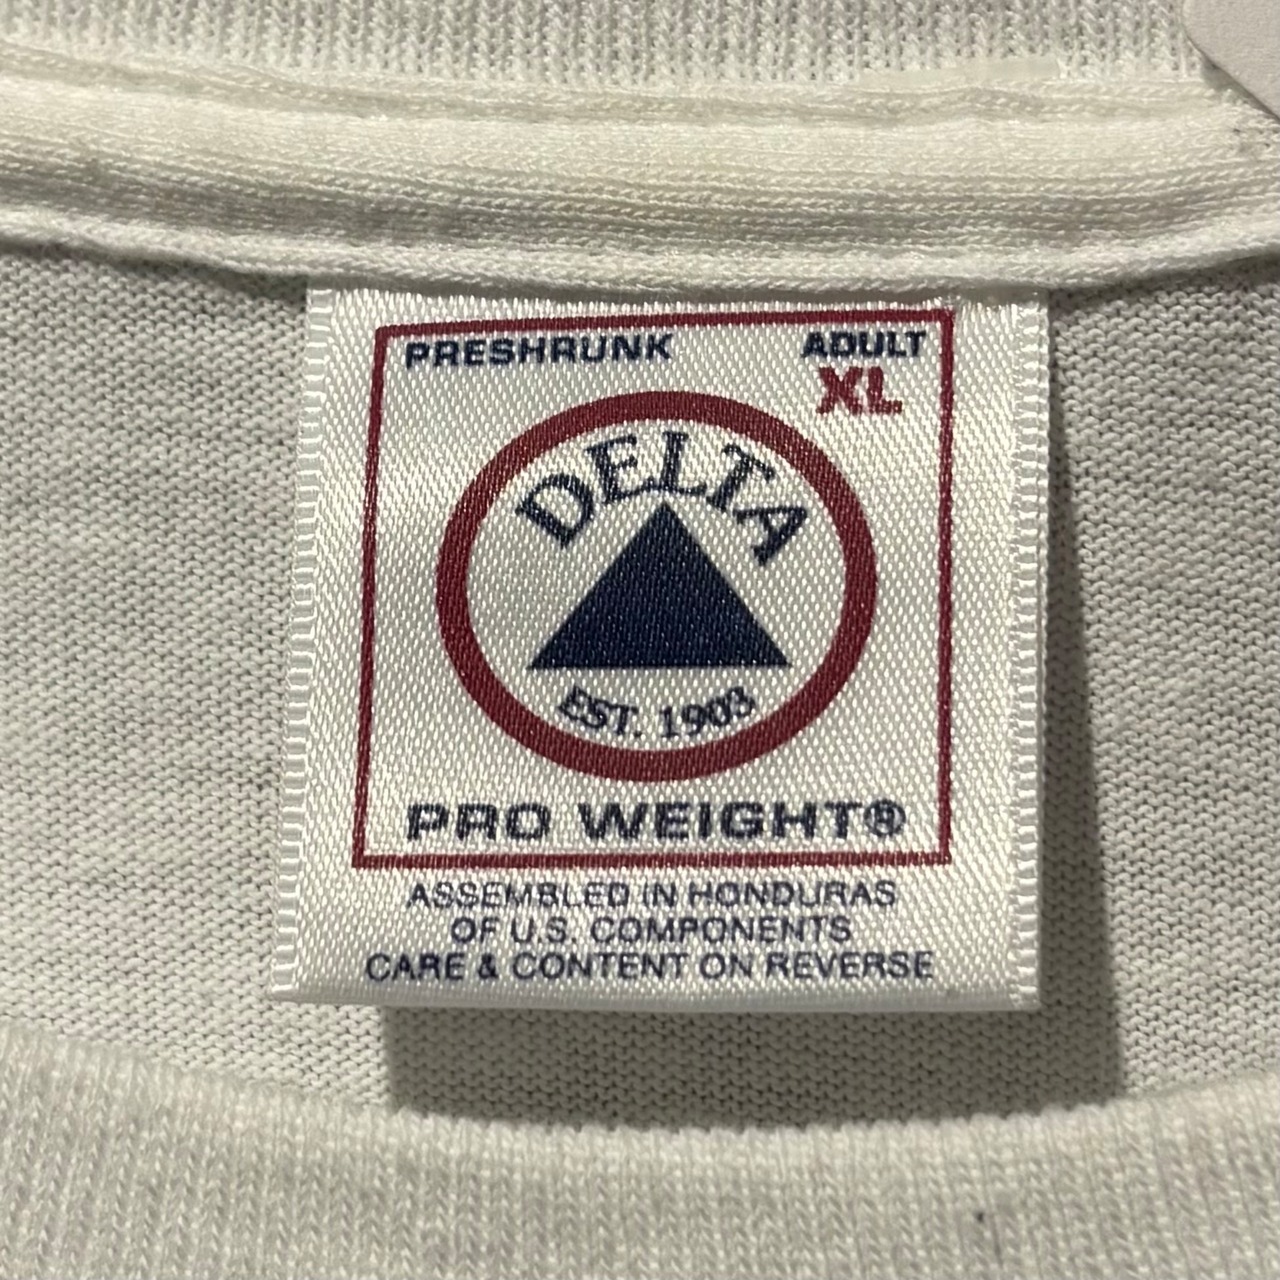 PRESHRUNK ADULT
XL
DELTA
EST. 1903
PRO WEIGHT®
ASSEMBLED IN HONDURAS
OF U.S. COMPONENTS
CARE & CONTENT ON REVERSE